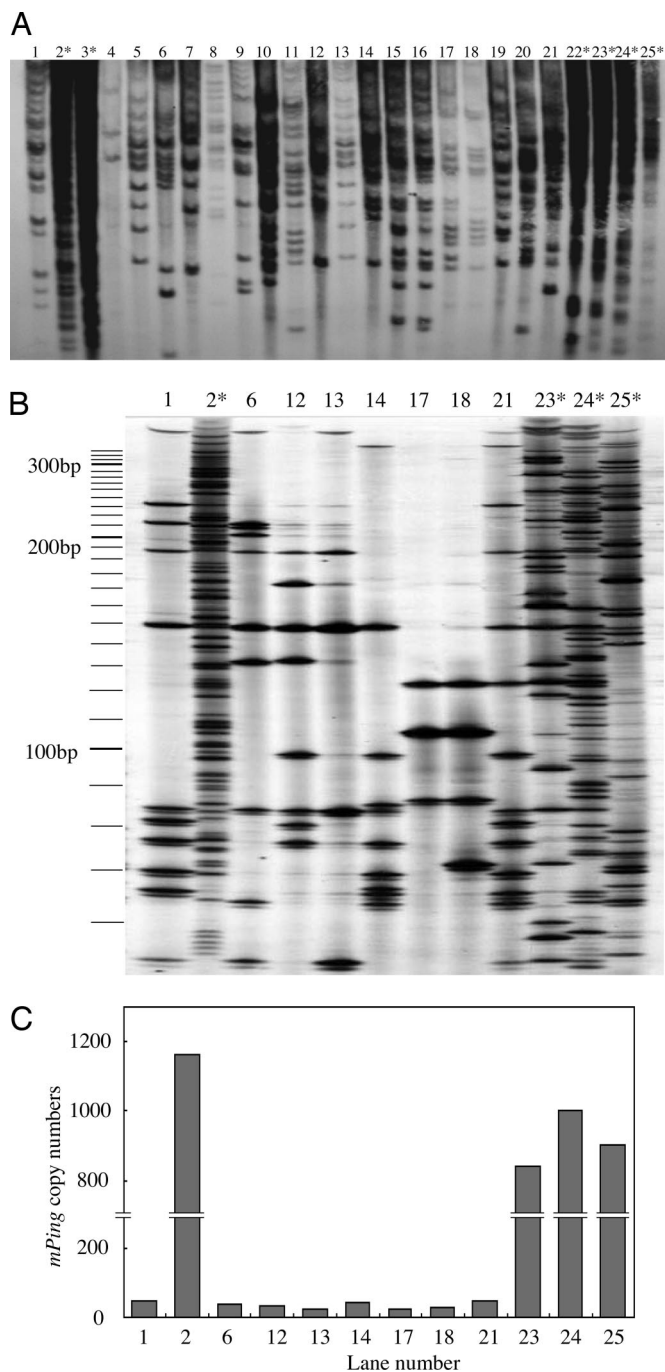 A
1 2* 3* 4 5 6 7 8 9 10 11 12 13 14 15 16 17 18 19 20 21 22* 23* 24* 25*
B
1 2* 6 12 13 14 17 18 21 23* 24* 25*
300bp
200bp
100bp
C
mPing copy numbers
1200
1000
800
200
0
1 2 6 12 13 14 17 18 21 23 24 25
Lane number